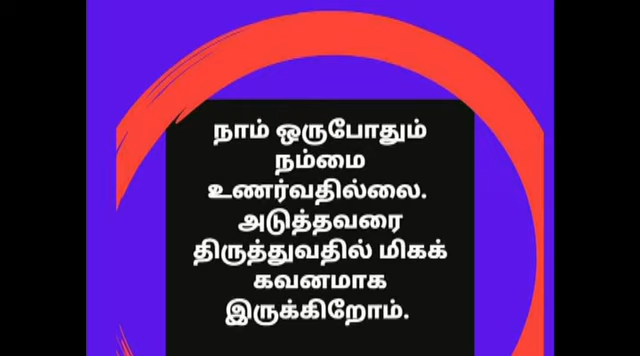 நாம் ஒருபோதும்
நம்மை
உணர்வதில்லை.
அடுத்தவரை
திருத்துவதில் மிகக்
கவனமாக
இருக்கிறோம்.